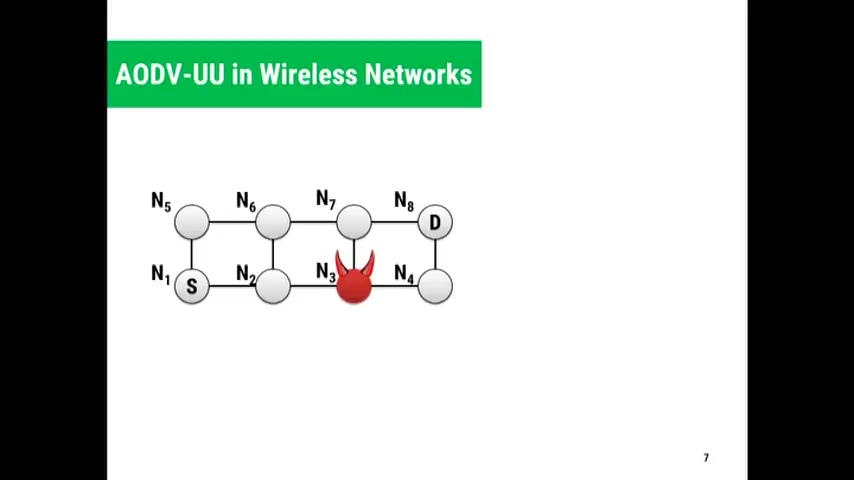 AODV-UU in Wireless Networks
N5 N6 N7 N8
D
N1 N2 N3 N4
S
7